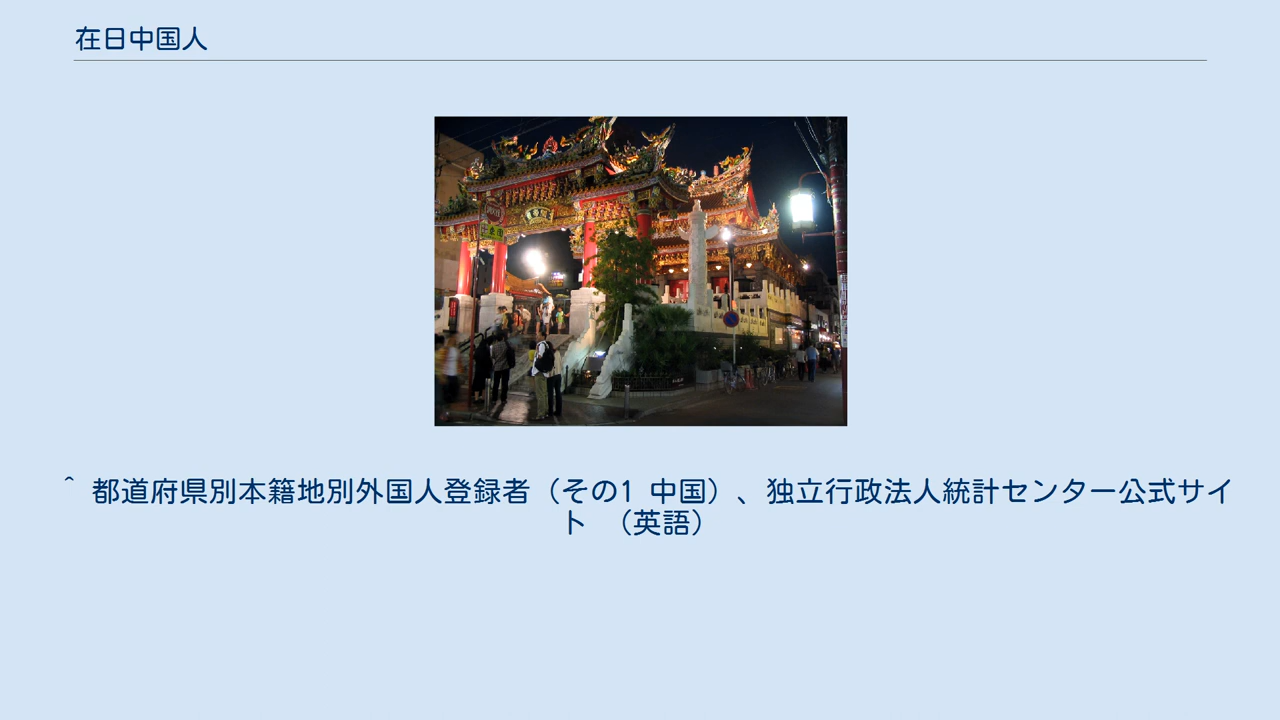 在日中国人
^ 都道府県別本籍地別外国人登録者（その1 中国）、独立行政法人統計センター公式サイ
ト （英語）